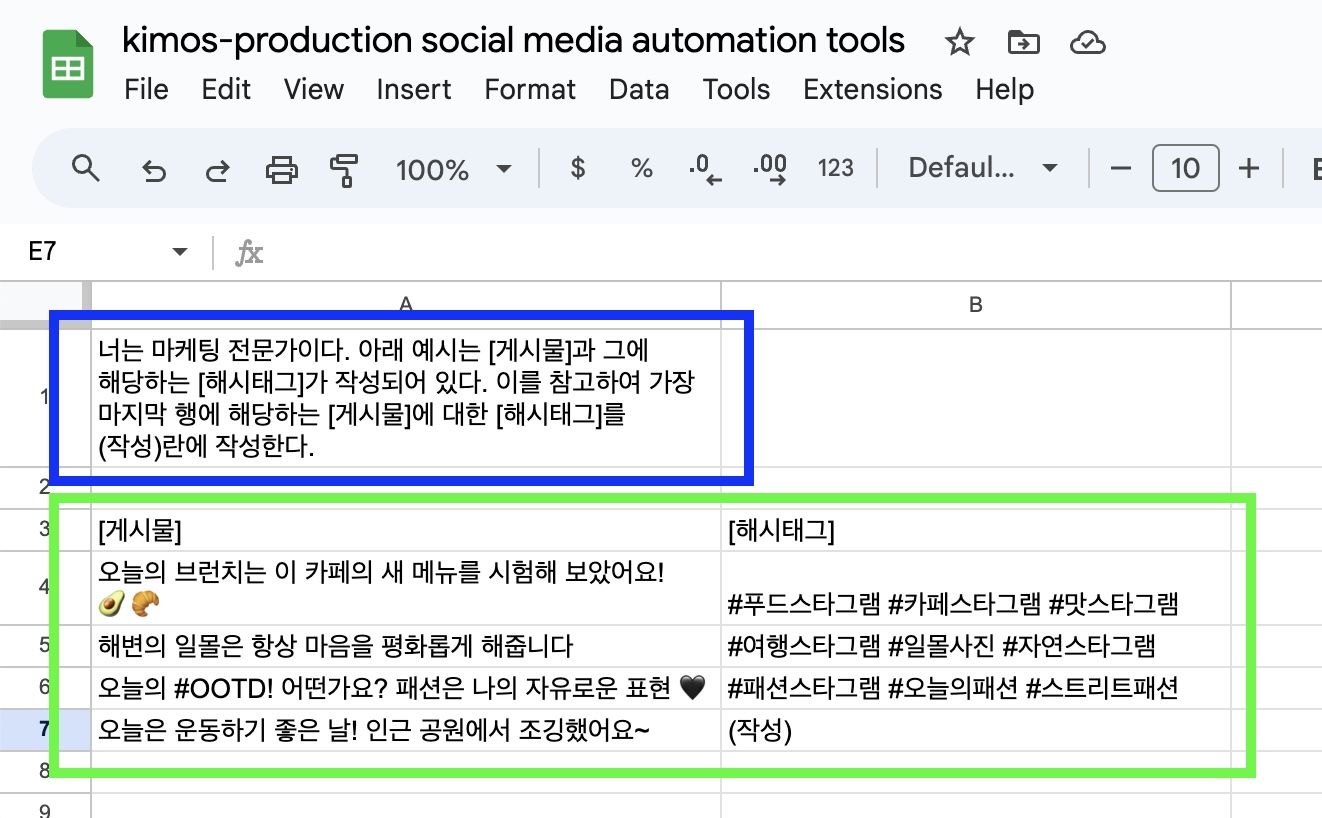 kimos-production social media automation tools
File Edit View Insert Format Data Tools Extensions Help
100% $ % .0 .00 123 Defaul... − 10 +
E7 fx
A B
1 너는 마케팅 전문가이다. 아래 예시는 [게시물]과 그에
해당하는 [해시태그]가 작성되어 있다. 이를 참고하여 가장
마지막 행에 해당하는 [게시물]에 대한 [해시태그]를
(작성)란에 작성한다.
2
3 [게시물] [해시태그]
4 오늘의 브런치는 이 카페의 새 메뉴를 시험해 보았어요!
🥑 🥐 #푸드스타그램 #카페스타그램 #맛스타그램
5 해변의 일몰은 항상 마음을 평화롭게 해줍니다 #여행스타그램 #일몰사진 #자연스타그램
6 오늘의 #OOTD! 어떤가요? 패션은 나의 자유로운 표현 🖤 #패션스타그램 #오늘의패션 #스트리트패션
7 오늘은 운동하기 좋은 날! 인근 공원에서 조깅했어요~ (작성)
8
9